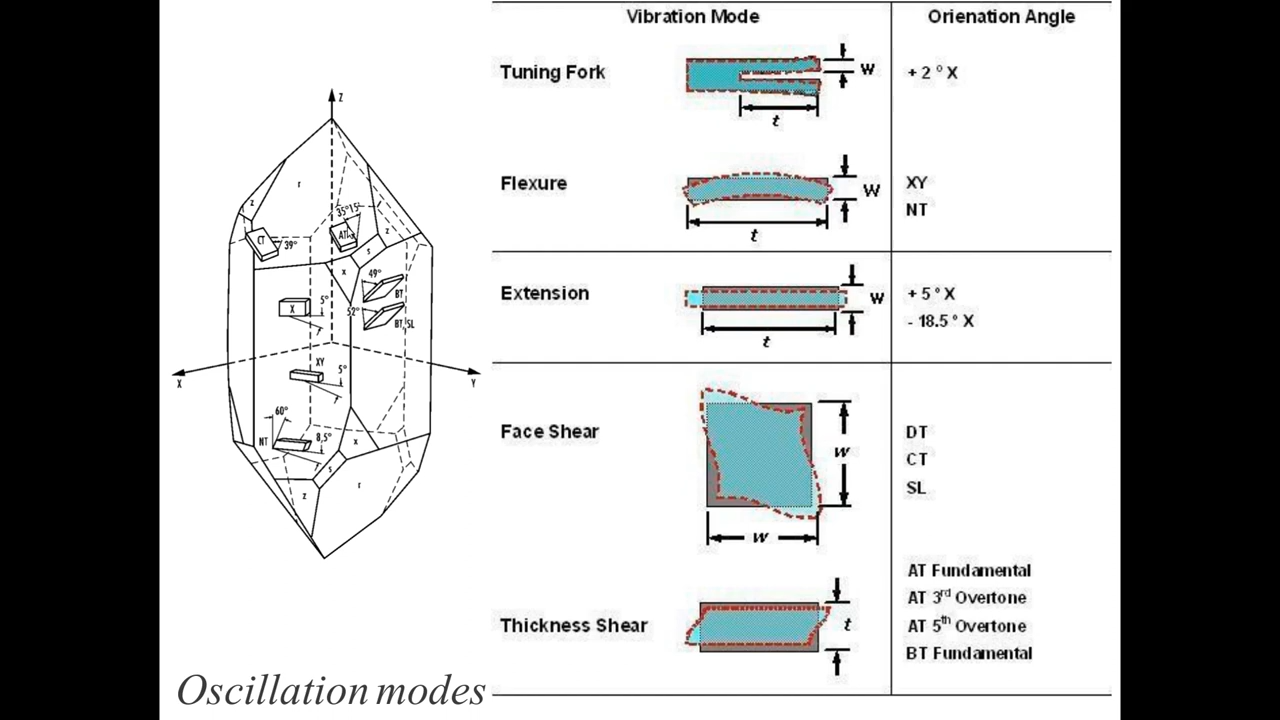 Vibration Mode
Orienation Angle
Tuning Fork
W
t
+ 2 ° X
Flexure
W
t
XY
NT
Extension
W
t
+ 5 ° X
- 18.5 ° X
Face Shear
w
w
DT
CT
SL
Thickness Shear
t
AT Fundamental
AT 3rd Overtone
AT 5th Overtone
BT Fundamental
Z
r
z
35°15'
CT
39°
AT
z
s
x
49°
BT
X
5°
52°
BT, SL
XY
5°
X
Y
60°
NT
8,5°
x
s
z
r
Oscillation modes